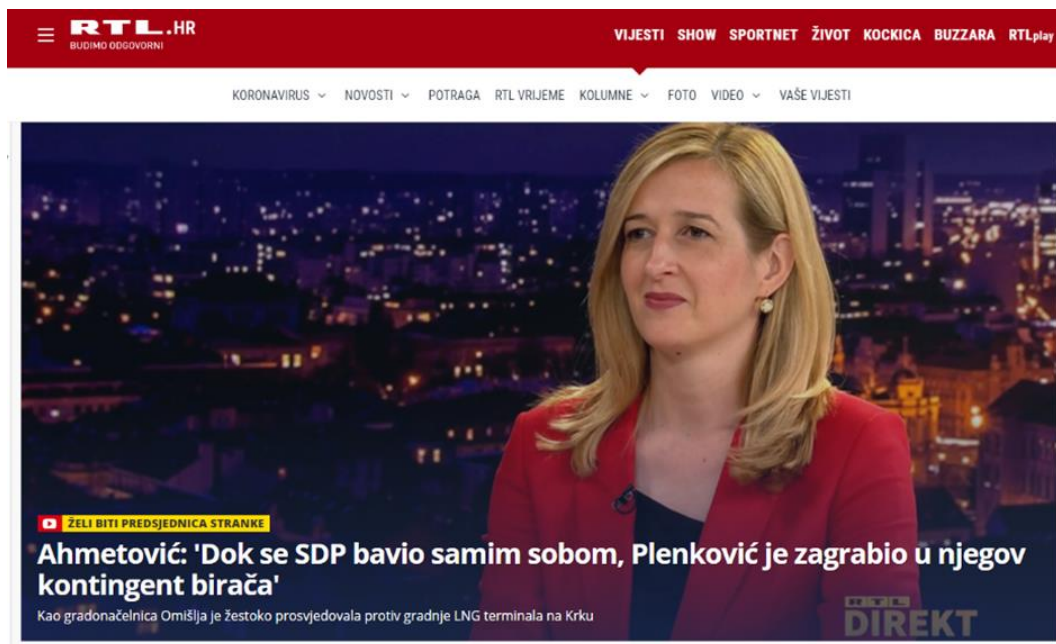 RTL.HR
BUDIMO ODGOVORNI
VIJESTI SHOW SPORTNET ŽIVOT KOCKICA BUZZARA RTLplay
KORONAVIRUS NOVOSTI POTRAGA RTL VRIJEME KOLUMNE FOTO VIDEO VAŠE VIJESTI
ŽELI BITI PREDSJEDNICA STRANKE
Ahmetović: 'Dok se SDP bavio samim sobom, Plenković je zagrabio u njegov
kontingent birača'
Kao gradonačelnica Omišlja je žestoko prosvjedovala protiv gradnje LNG terminala na Krku
RTL
DIREKT